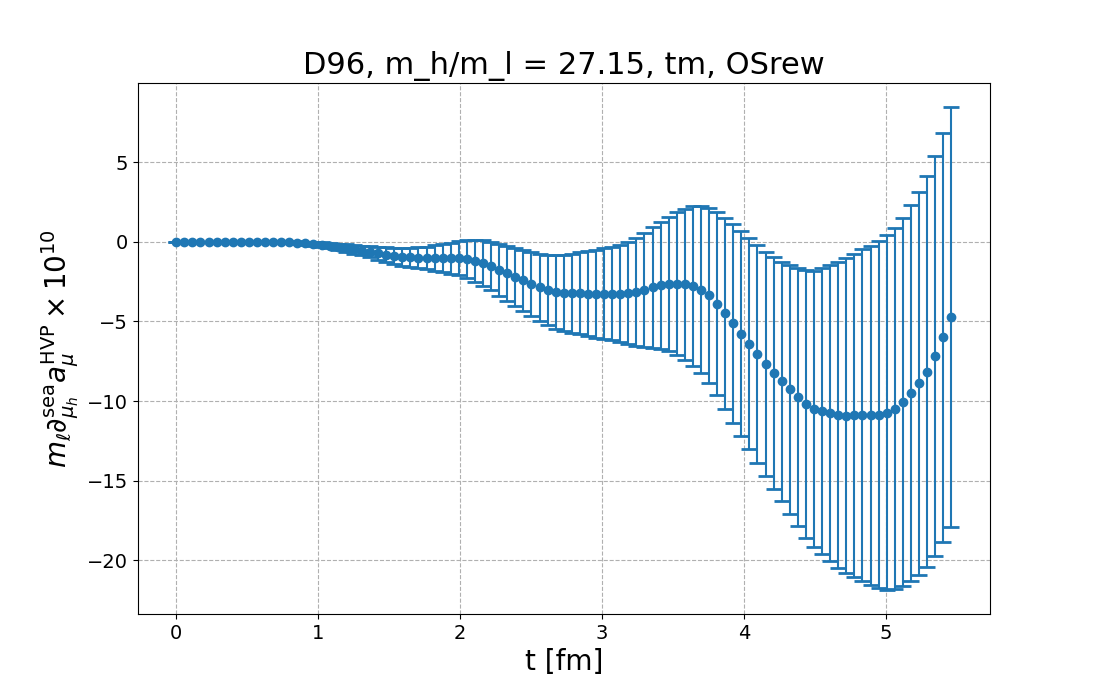 D96, m_h/m_l = 27.15, tm, OSrew
m_ℓ ∂^{sea}_{μ_h} a_μ^{HVP} × 10^{10}
5
0
−5
−10
−15
−20
0 1 2 3 4 5
t [fm]